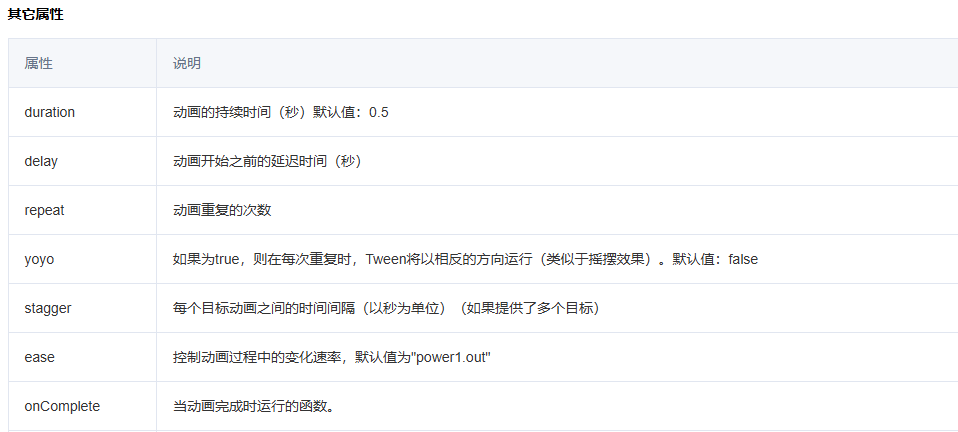 其它属性
属性 说明
duration 动画的持续时间（秒）默认值：0.5
delay 动画开始之前的延迟时间（秒）
repeat 动画重复的次数
yoyo 如果为true，则在每次重复时，Tween将以相反的方向运行（类似于摇摆效果）。默认值：false
stagger 每个目标动画之间的时间间隔（以秒为单位）（如果提供了多个目标）
ease 控制动画过程中的变化速率，默认值为"power1.out"
onComplete 当动画完成时运行的函数。